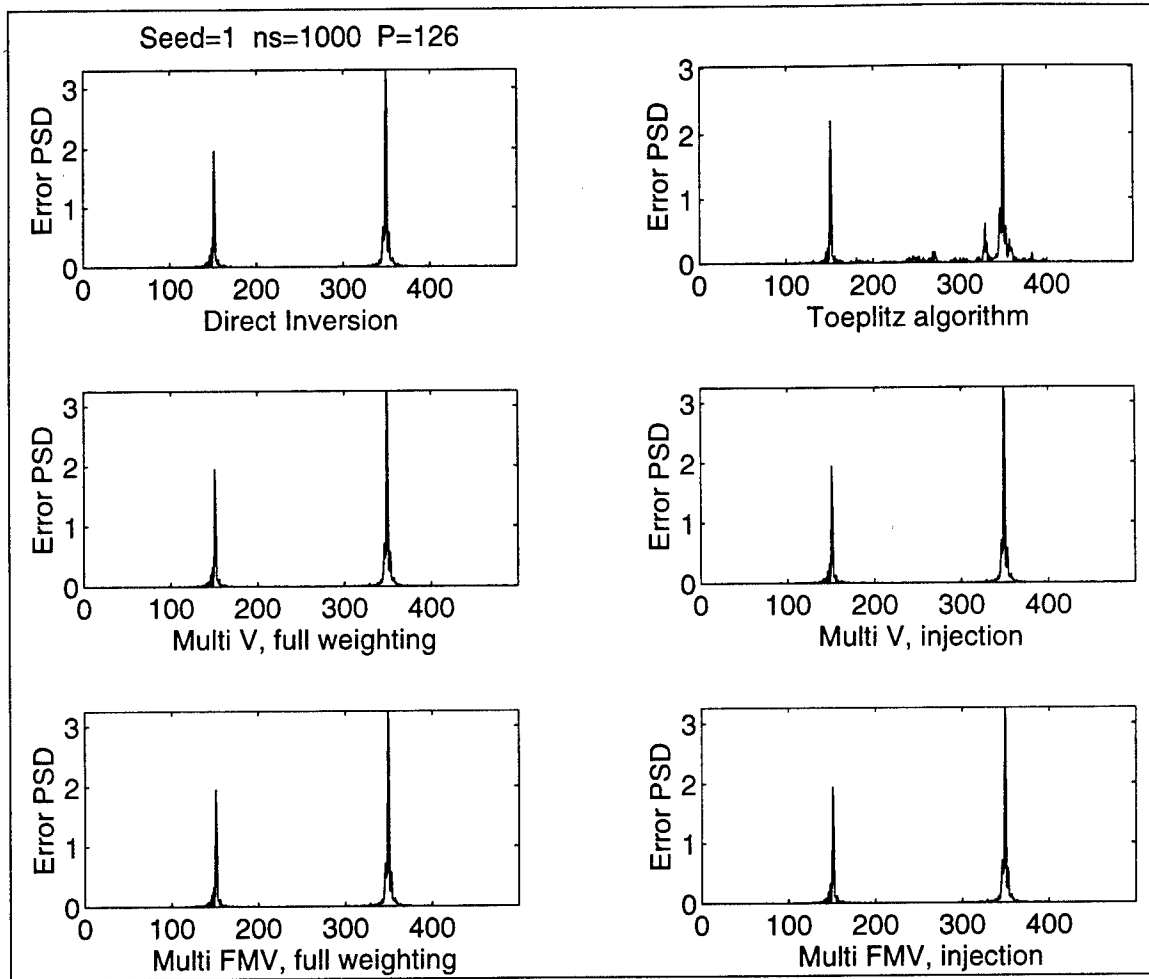 Seed=1 ns=1000 P=126
Error PSD
3
2
1
0
0 100 200 300 400
Direct Inversion
Error PSD
3
2
1
0
0 100 200 300 400
Toeplitz algorithm
Error PSD
3
2
1
0
0 100 200 300 400
Multi V, full weighting
Error PSD
3
2
1
0
0 100 200 300 400
Multi V, injection
Error PSD
3
2
1
0
0 100 200 300 400
Multi FMV, full weighting
Error PSD
3
2
1
0
0 100 200 300 400
Multi FMV, injection